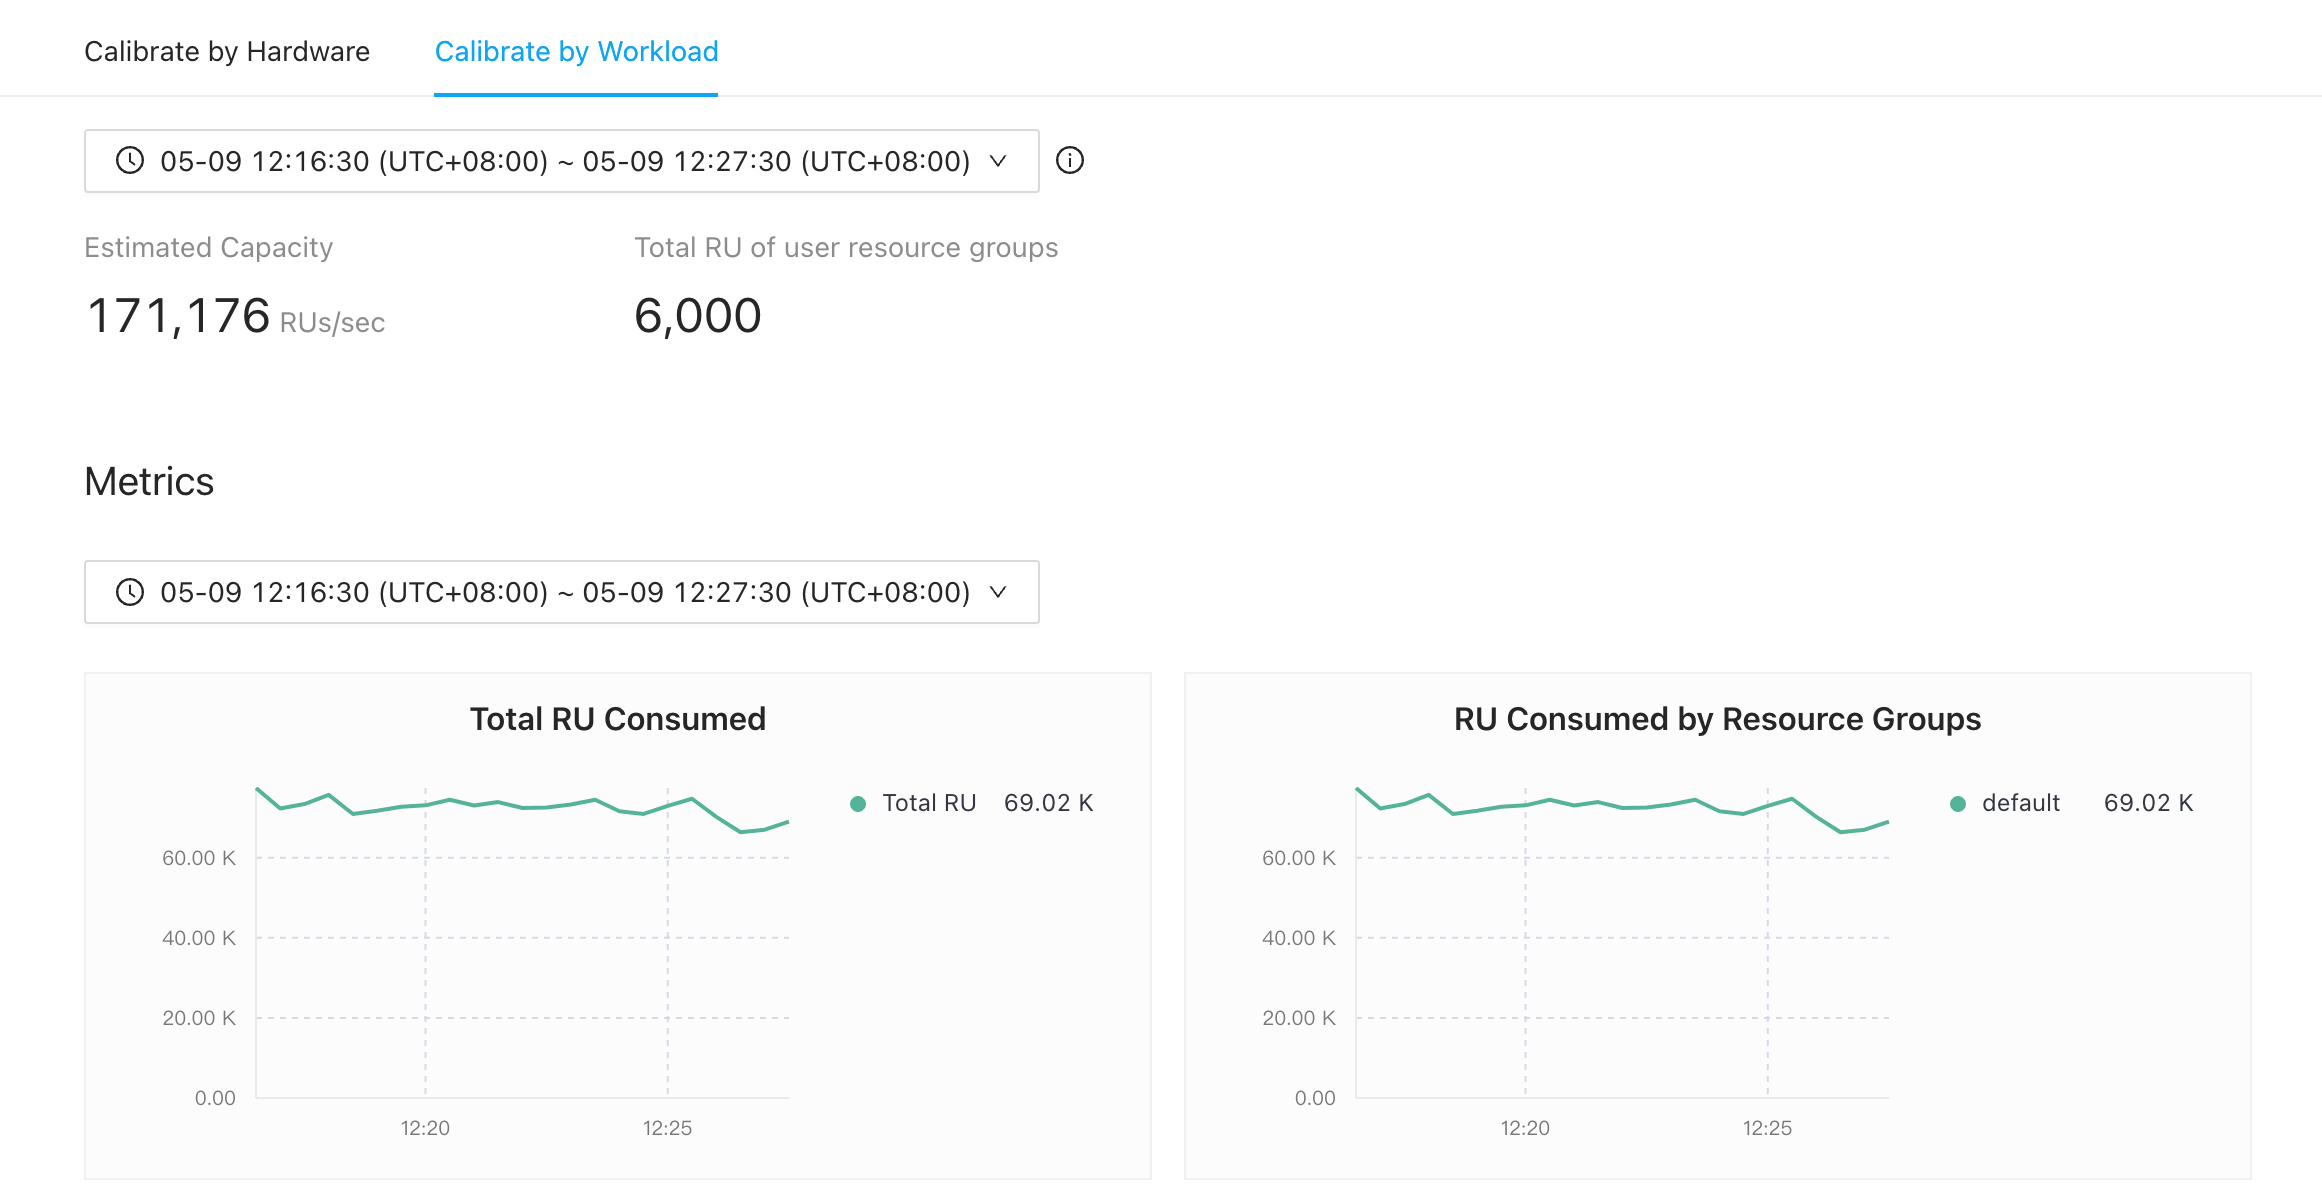 Calibrate by Hardware Calibrate by Workload
05-09 12:16:30 (UTC+08:00) ~ 05-09 12:27:30 (UTC+08:00)
Estimated Capacity Total RU of user resource groups
171,176 RUs/sec 6,000
Metrics
05-09 12:16:30 (UTC+08:00) ~ 05-09 12:27:30 (UTC+08:00)
Total RU Consumed
Total RU 69.02 K
60.00 K
40.00 K
20.00 K
0.00
12:20 12:25
RU Consumed by Resource Groups
default 69.02 K
60.00 K
40.00 K
20.00 K
0.00
12:20 12:25